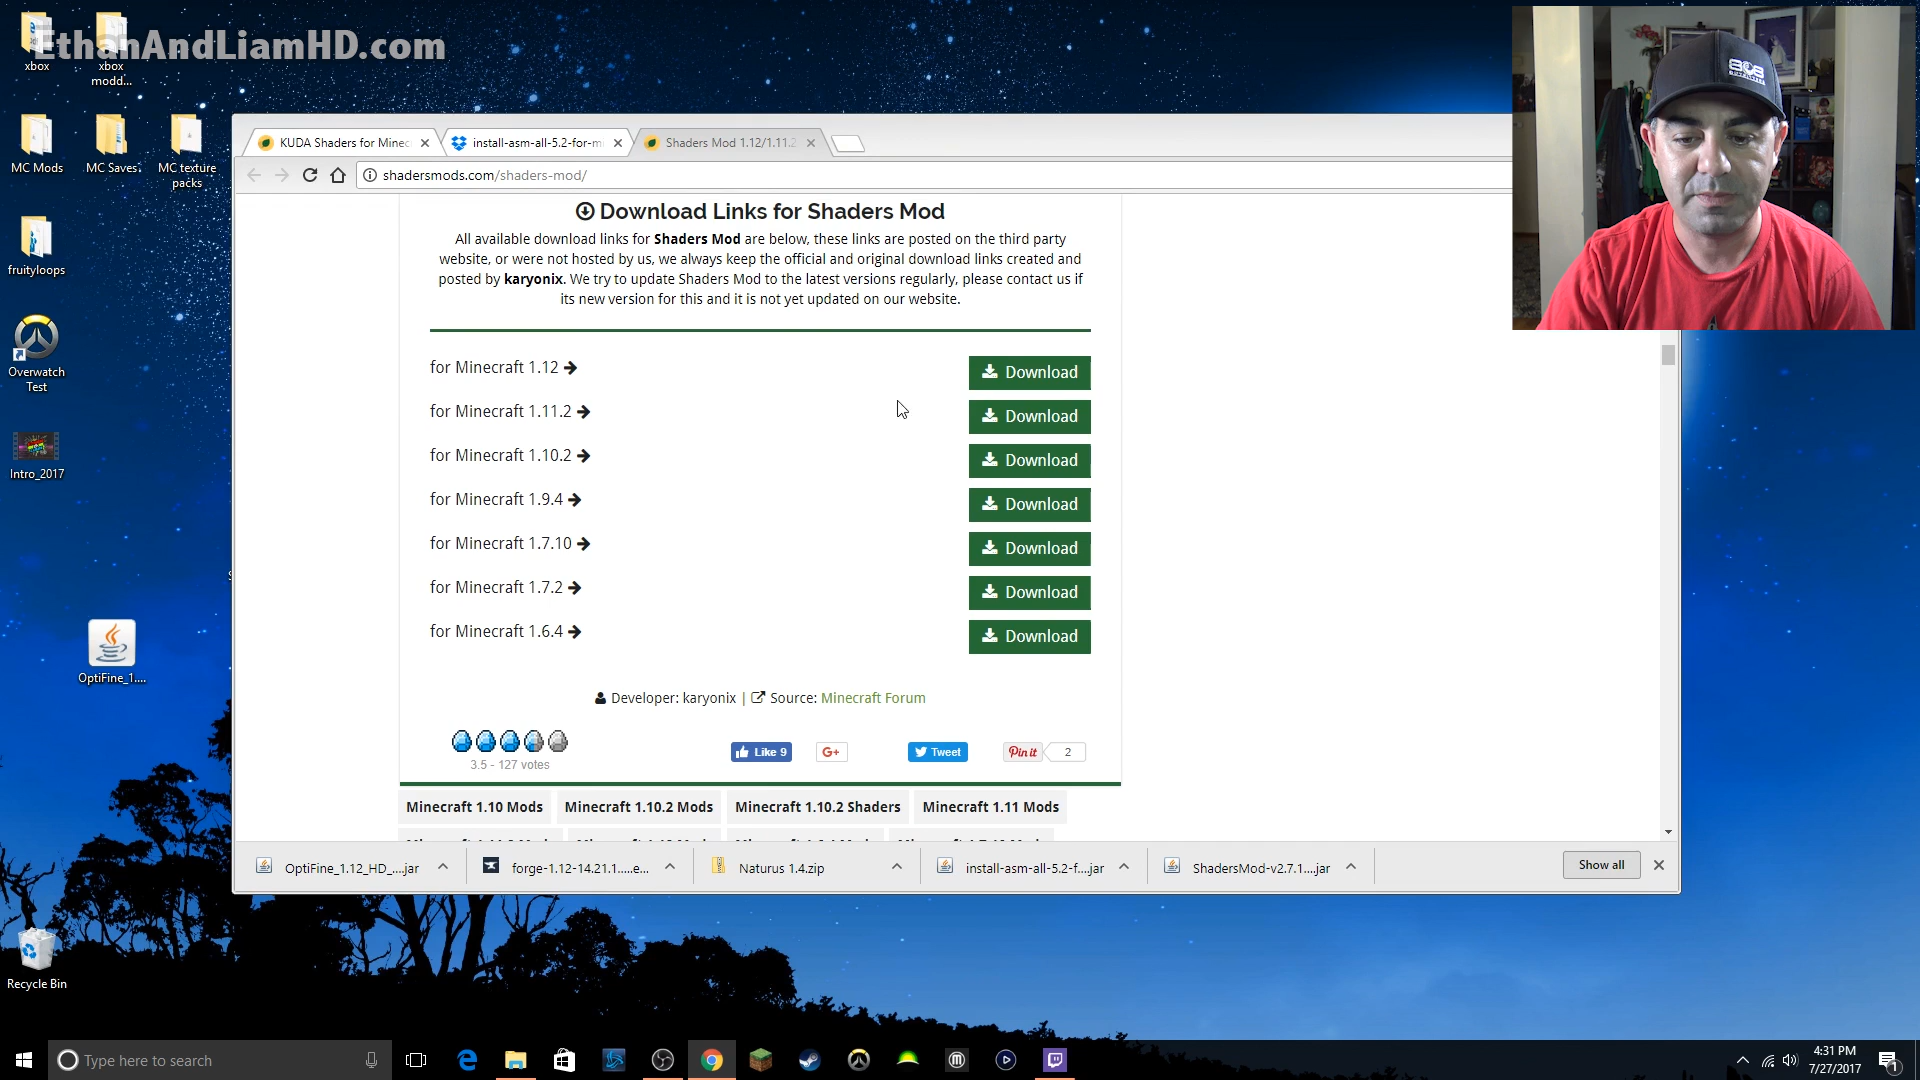 EthanAndLiamHD.com
xbox
xbox
modd...
MC Mods
MC Saves.
MC texture
packs
fruityloops
Overwatch
Test
Intro_2017
OptiFine_1....
Recycle Bin
KUDA Shaders for Minec
install-asm-all-5.2-for-m
Shaders Mod 1.12/1.11.2
shadersmods.com/shaders-mod/
Download Links for Shaders Mod
All available download links for Shaders Mod are below, these links are posted on the third party
website, or were not hosted by us, we always keep the official and original download links created and
posted by karyonix. We try to update Shaders Mod to the latest versions regularly, please contact us if
its new version for this and it is not yet updated on our website.
for Minecraft 1.12
Download
for Minecraft 1.11.2
Download
for Minecraft 1.10.2
Download
for Minecraft 1.9.4
Download
for Minecraft 1.7.10
Download
for Minecraft 1.7.2
Download
for Minecraft 1.6.4
Download
Developer: karyonix | Source: Minecraft Forum
3.5 - 127 votes
Like 9
G+
Tweet
Pin it
2
Minecraft 1.10 Mods
Minecraft 1.10.2 Mods
Minecraft 1.10.2 Shaders
Minecraft 1.11 Mods
OptiFine_1.12_HD_....jar
forge-1.12-14.21.1.....e...
Naturus 1.4.zip
install-asm-all-5.2-f....jar
ShadersMod-v2.7.1....jar
Show all
Type here to search
4:31 PM
7/27/2017
1
808